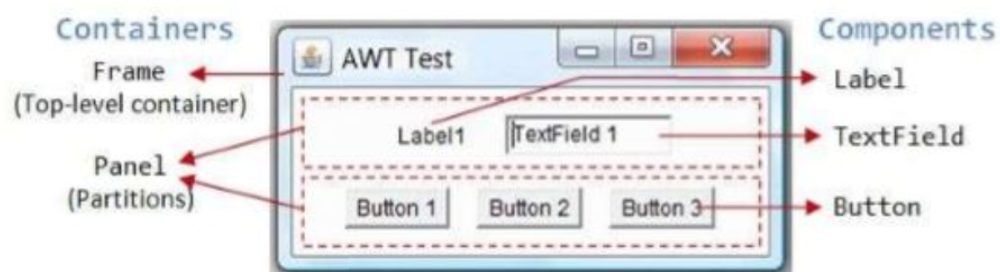 Containers
Components
AWT Test
Frame
(Top-level container)
Label
Label1
TextField 1
TextField
Panel
(Partitions)
Button 1
Button 2
Button 3
Button